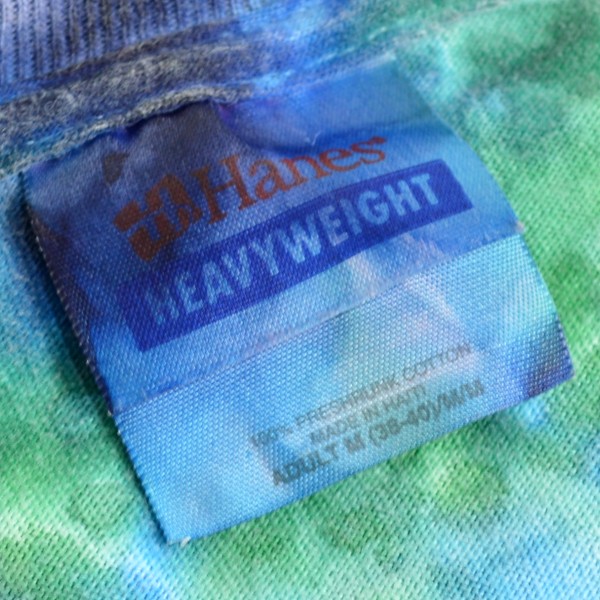 Hanes
HEAVYWEIGHT
100% PRESHRUNK COTTON
MADE IN HAITI
ADULT M (38-40)/M/M